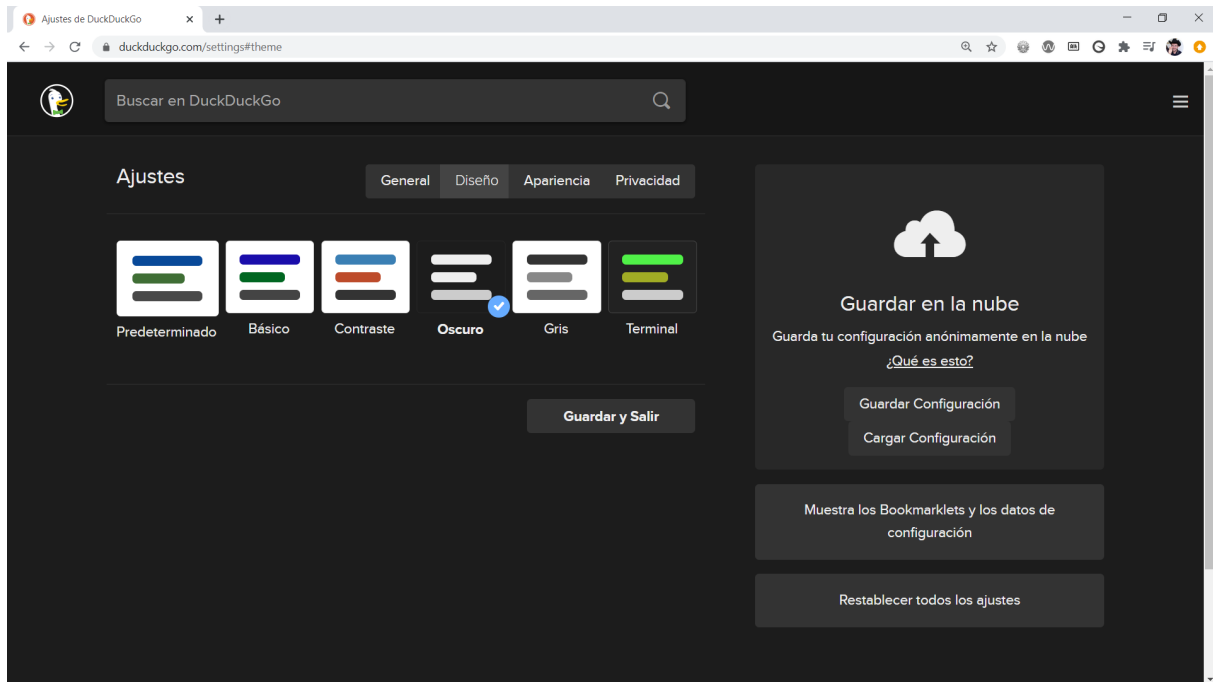 Ajustes de DuckDuckGo
duckduckgo.com/settings#theme
Buscar en DuckDuckGo
Ajustes
General Diseño Apariencia Privacidad
Predeterminado Básico Contraste Oscuro Gris Terminal
Guardar y Salir
Guardar en la nube
Guarda tu configuración anónimamente en la nube
¿Qué es esto?
Guardar Configuración
Cargar Configuración
Muestra los Bookmarklets y los datos de
configuración
Restablecer todos los ajustes